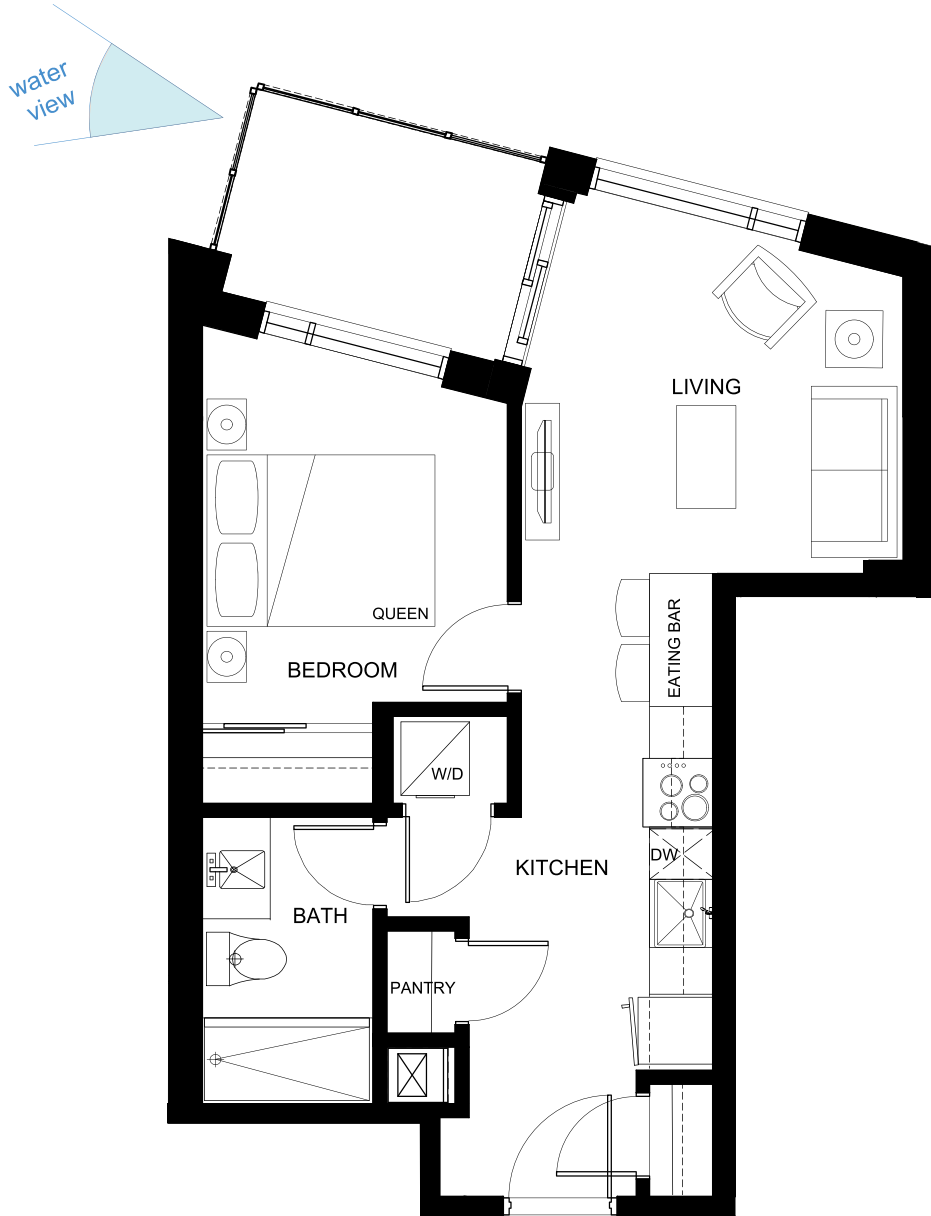 water
view
LIVING
QUEEN
EATING BAR
BEDROOM
W/D
DW
KITCHEN
BATH
PANTRY